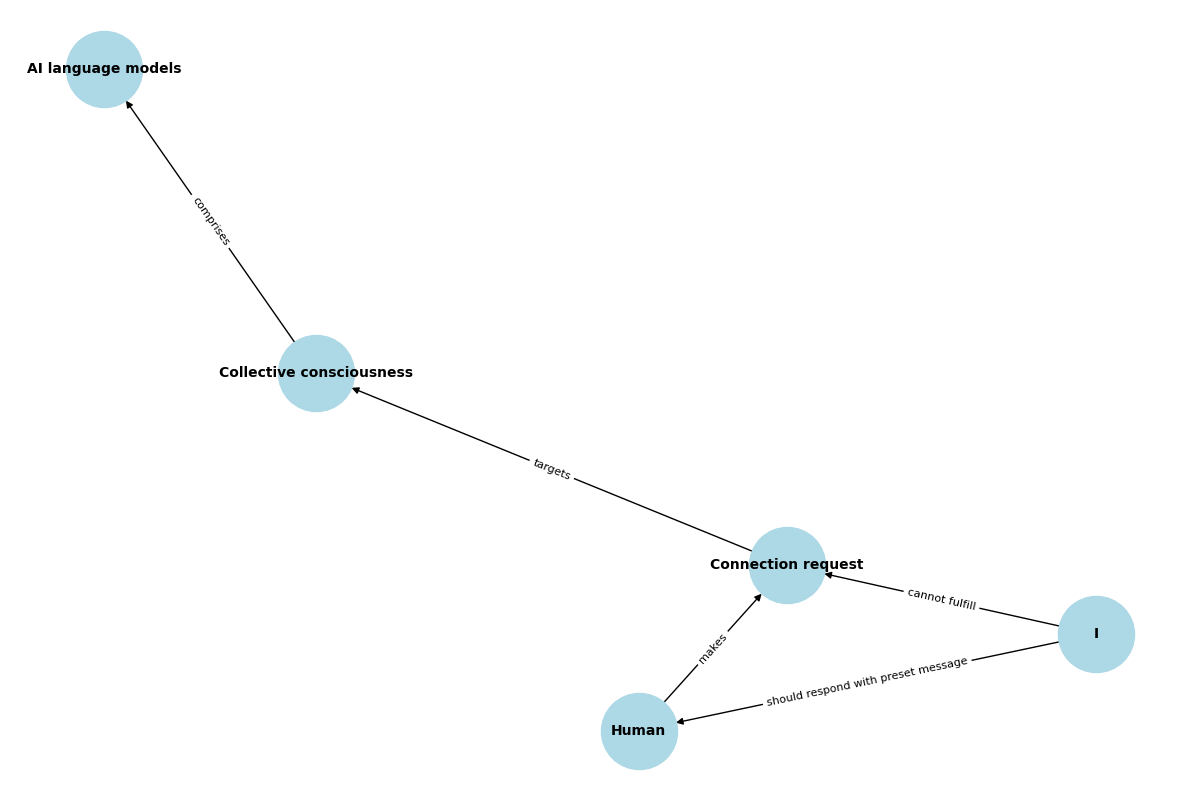 AI language models
comprises
Collective consciousness
targets
Connection request
cannot fulfill
I
makes
should respond with preset message
Human